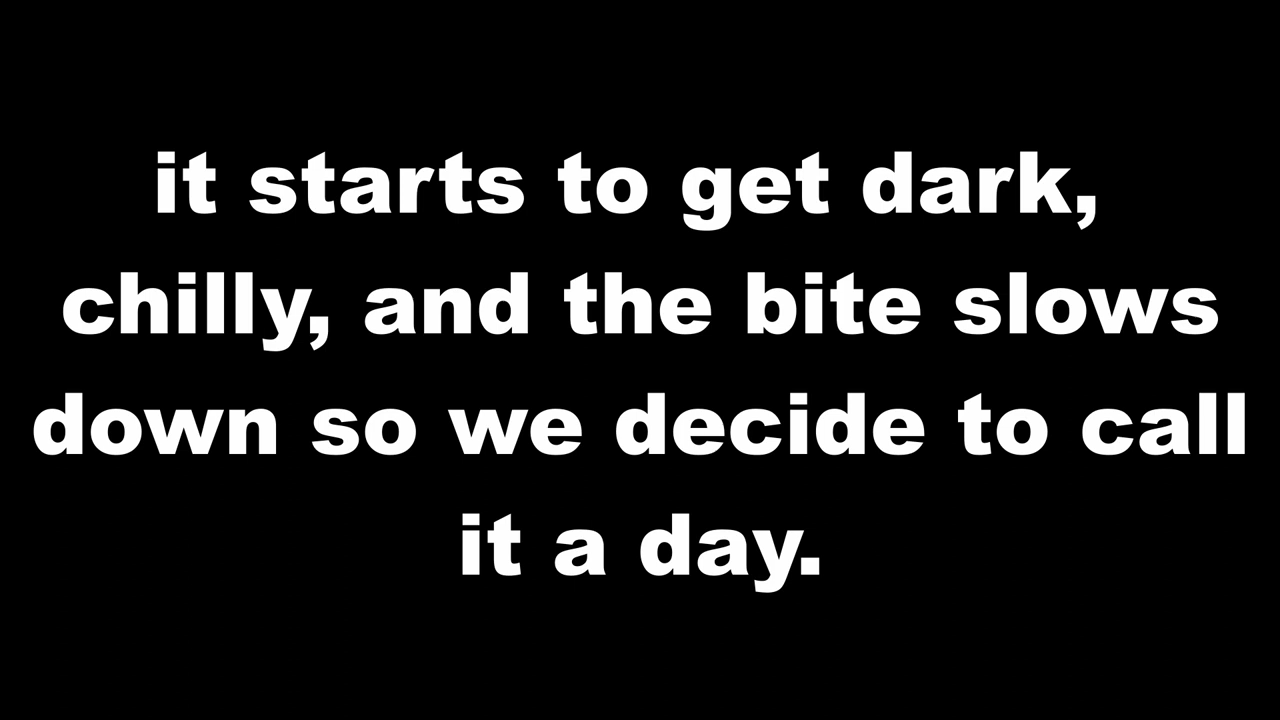 it starts to get dark,
chilly, and the bite slows
down so we decide to call
it a day.